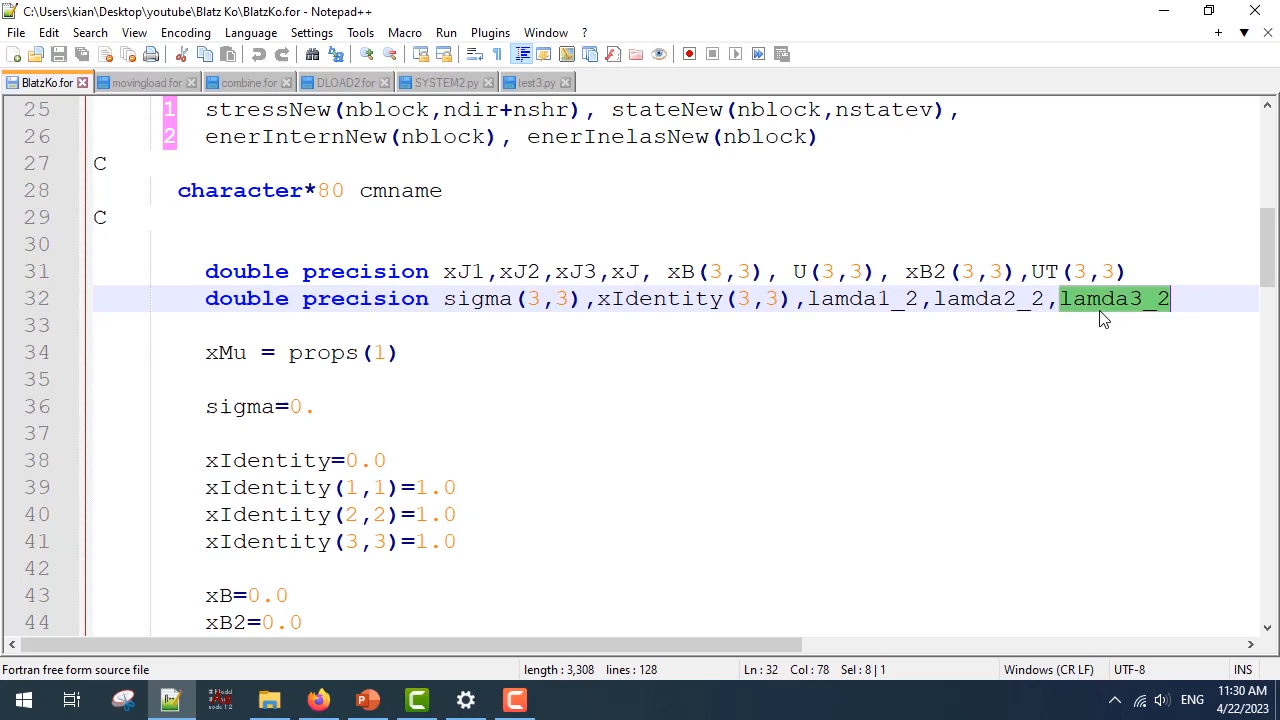 C:\Users\kian\Desktop\youtube\Blatz Ko\BlatzKo.for - Notepad++
File Edit Search View Encoding Language Settings Tools Macro Run Plugins Window ?
BlatzKo.for movingload.for combine.for DLOAD2.for SYSTEM2.py test3.py
25 1 stressNew(nblock,ndir+nshr), stateNew(nblock,nstatev),
26 2 enerInternNew(nblock), enerInelasNew(nblock)
27 C
28 character*80 cmname
29 C
30
31 double precision xJ1,xJ2,xJ3,xJ, xB(3,3), U(3,3), xB2(3,3),UT(3,3)
32 double precision sigma(3,3),xIdentity(3,3),lamda1_2,lamda2_2,lamda3_2
33
34 xMu = props(1)
35
36 sigma=0.
37
38 xIdentity=0.0
39 xIdentity(1,1)=1.0
40 xIdentity(2,2)=1.0
41 xIdentity(3,3)=1.0
42
43 xB=0.0
44 xB2=0.0
Fortran free form source file length : 3,308 lines : 128 Ln : 32 Col : 78 Sel : 8 | 1 Windows (CR LF) UTF-8 INS
ENG 11:30 AM
4/22/2023